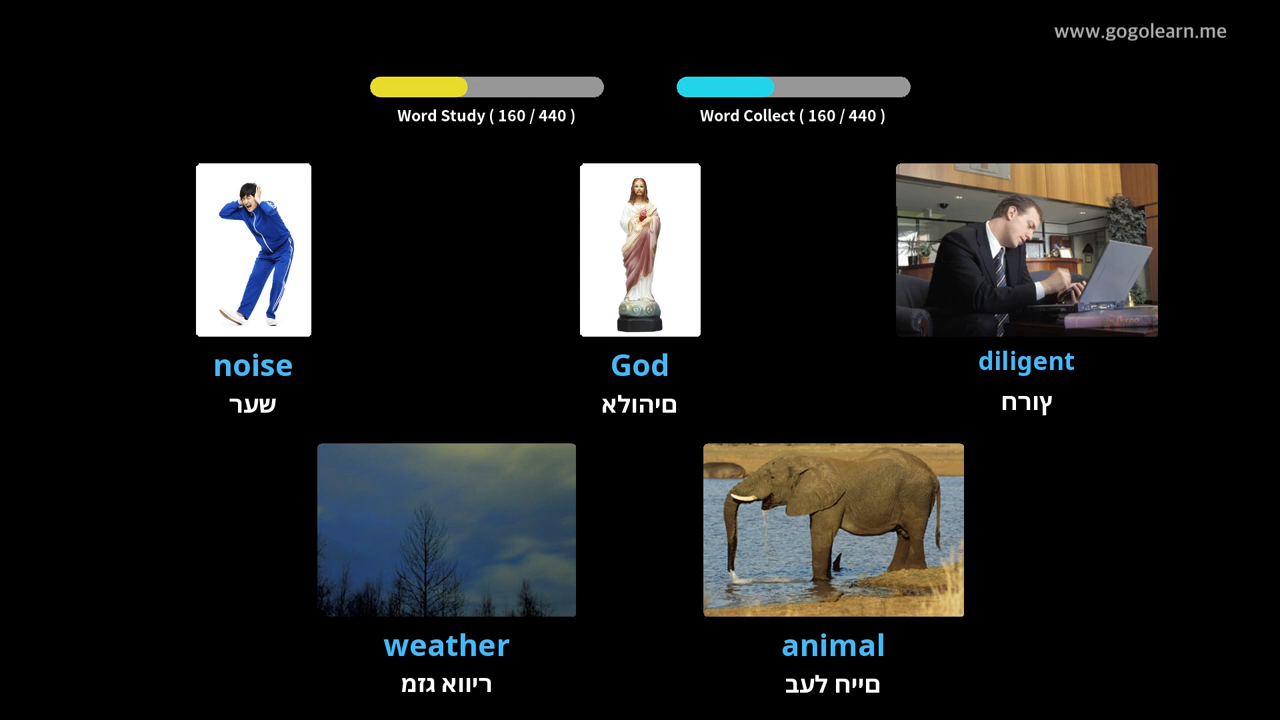 www.gogolearn.me
Word Study ( 160 / 440 )
Word Collect ( 160 / 440 )
noise
שער
God
םיהולא
diligent
ץורח
weather
ריווא גזמ
animal
םייח לעב